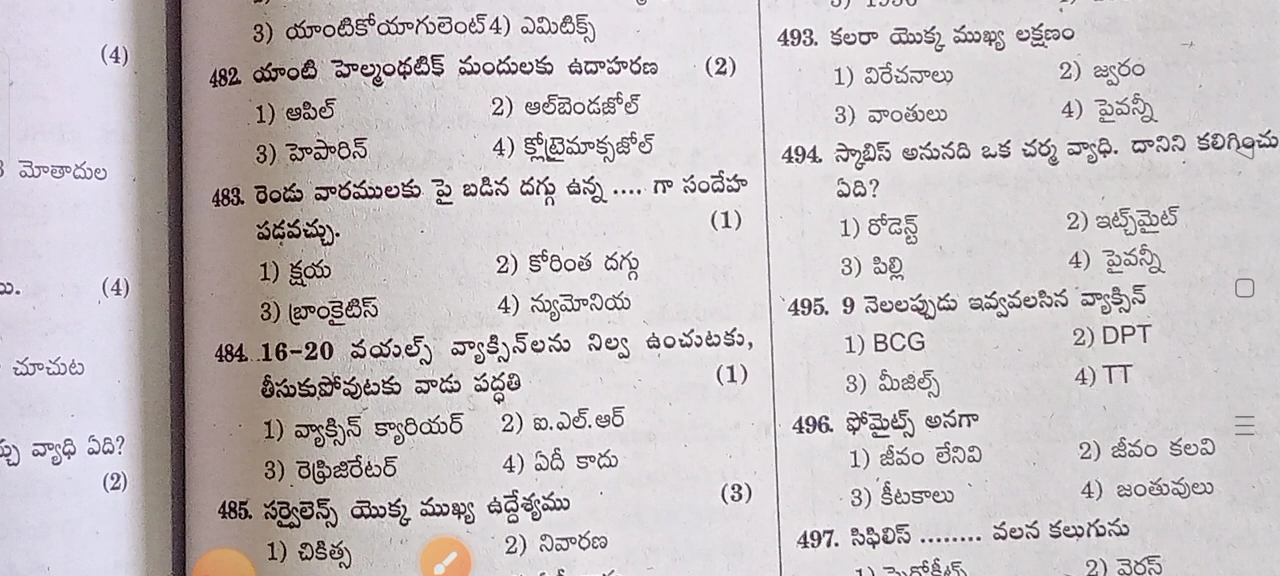 (4)
మోతాదుల
(4)
చూచుట
వ్యాధి ఏది?
(2)
3) యాంటికోయాగులెంట్ 4) ఎమిటిక్స్
482. యాంటి హెల్మంథటిక్ మందులకు ఉదాహరణ (2)
1) ఆపిల్ 2) ఆల్‌బెండజోల్
3) హెపారిన్ 4) క్లోట్రైమాక్సజోల్
483. రెండు వారములకు పై బడిన దగ్గు ఉన్న .... గా సందేహ
పడవచ్చు. (1)
1) క్షయ 2) కోరింత దగ్గు
3) బ్రాంకైటిస్ 4) న్యుమోనియ
484. 16-20 వయల్స్ వ్యాక్సిన్‌లను నిల్వ ఉంచుటకు,
తీసుకుపోవుటకు వాడు పద్ధతి (1)
1) వ్యాక్సిన్ క్యారియర్ 2) ఐ.ఎల్.ఆర్
3) రెఫ్రిజిరేటర్ 4) ఏదీ కాదు
485. సర్వైలెన్స్ యొక్క ముఖ్య ఉద్దేశ్యము (3)
1) చికిత్స 2) నివారణ
493. కలరా యొక్క ముఖ్య లక్షణం
1) విరేచనాలు 2) జ్వరం
3) వాంతులు 4) పైవన్నీ
494. స్కాబిస్ అనునది ఒక చర్మ వ్యాధి. దానిని కలిగించు
ఏది?
1) రోడెన్ట్ 2) ఇట్చ్‌మైట్
3) పిల్లి 4) పైవన్నీ
495. 9 నెలలప్పుడు ఇవ్వవలసిన వ్యాక్సిన్
1) BCG 2) DPT
3) మీజిల్స్ 4) TT
496. ఫోమైట్స్ అనగా
1) జీవం లేనివి 2) జీవం కలవి
3) కీటకాలు 4) జంతువులు
497. సిఫిలిస్ ........ వలన కలుగును
2) వైరస్